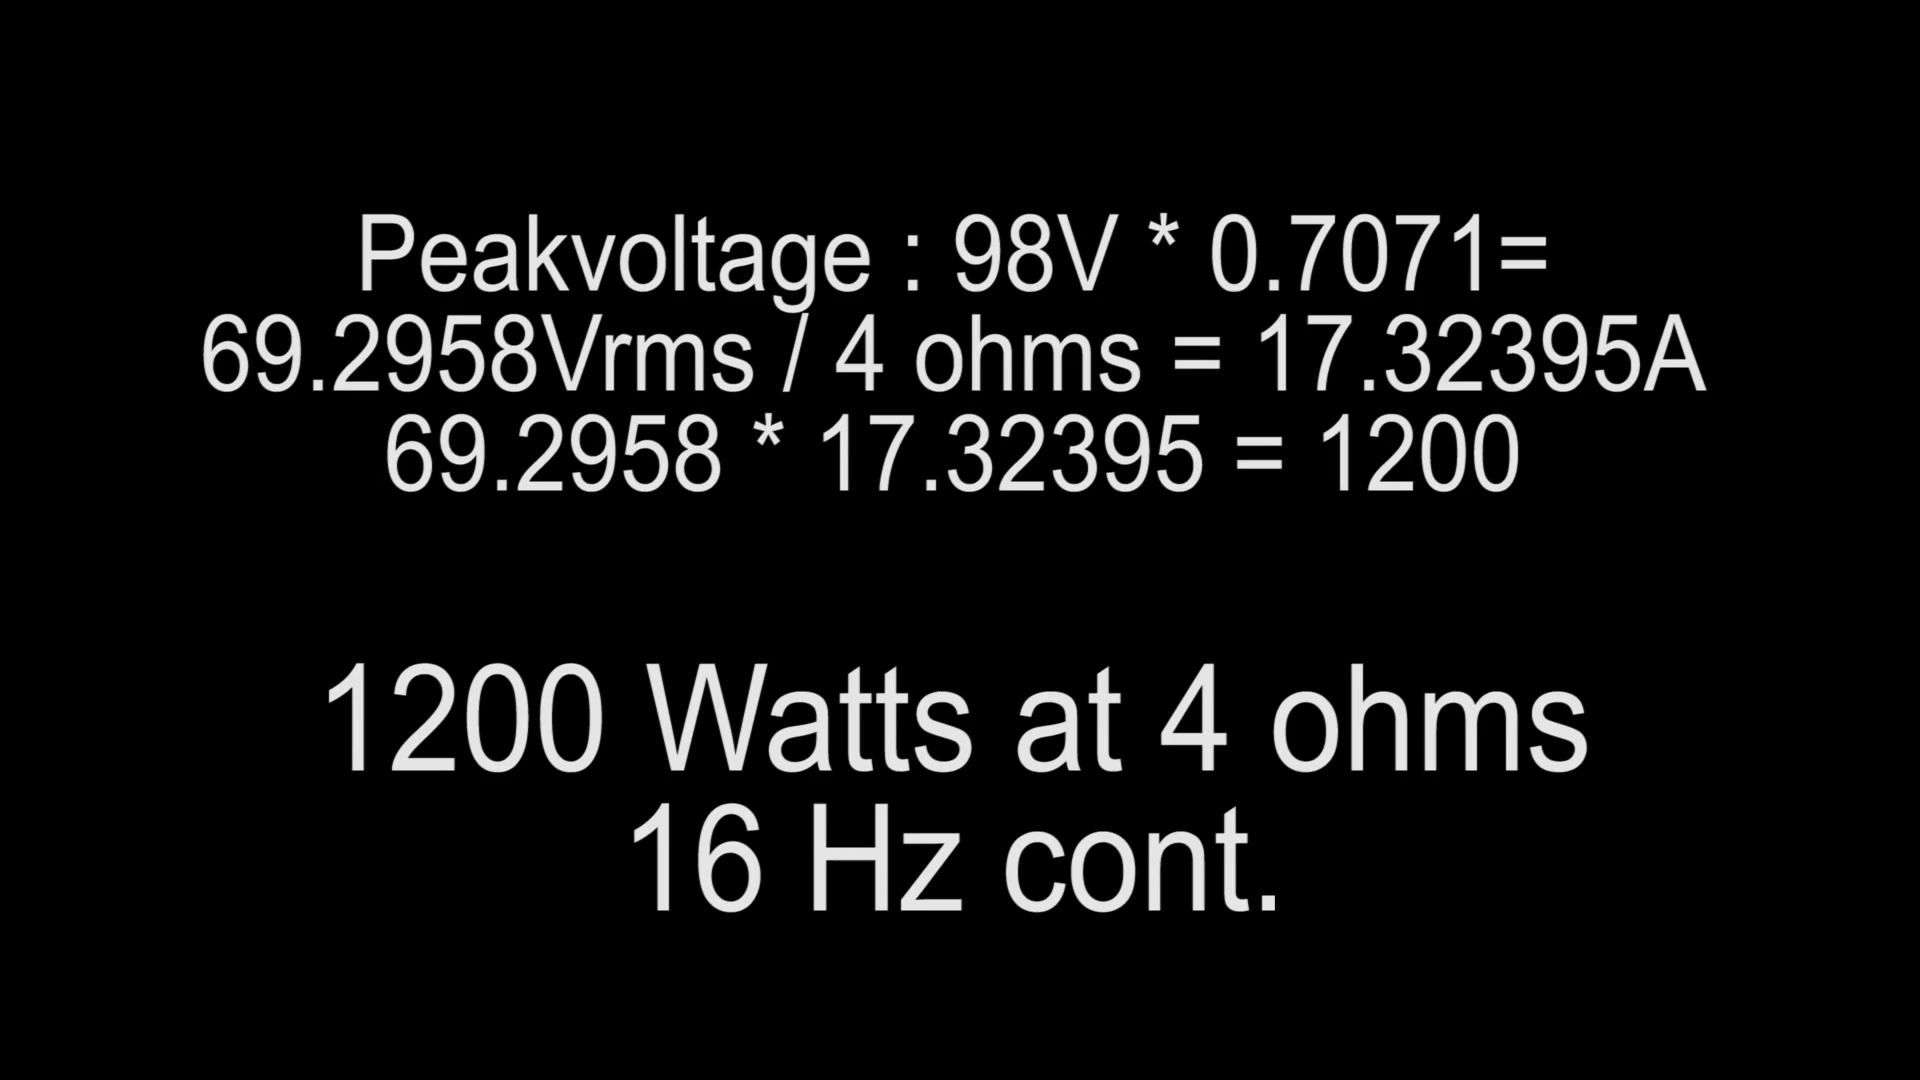 Peakvoltage : 98V * 0.7071=
69.2958Vrms / 4 ohms = 17.32395A
69.2958 * 17.32395 = 1200
1200 Watts at 4 ohms
16 Hz cont.